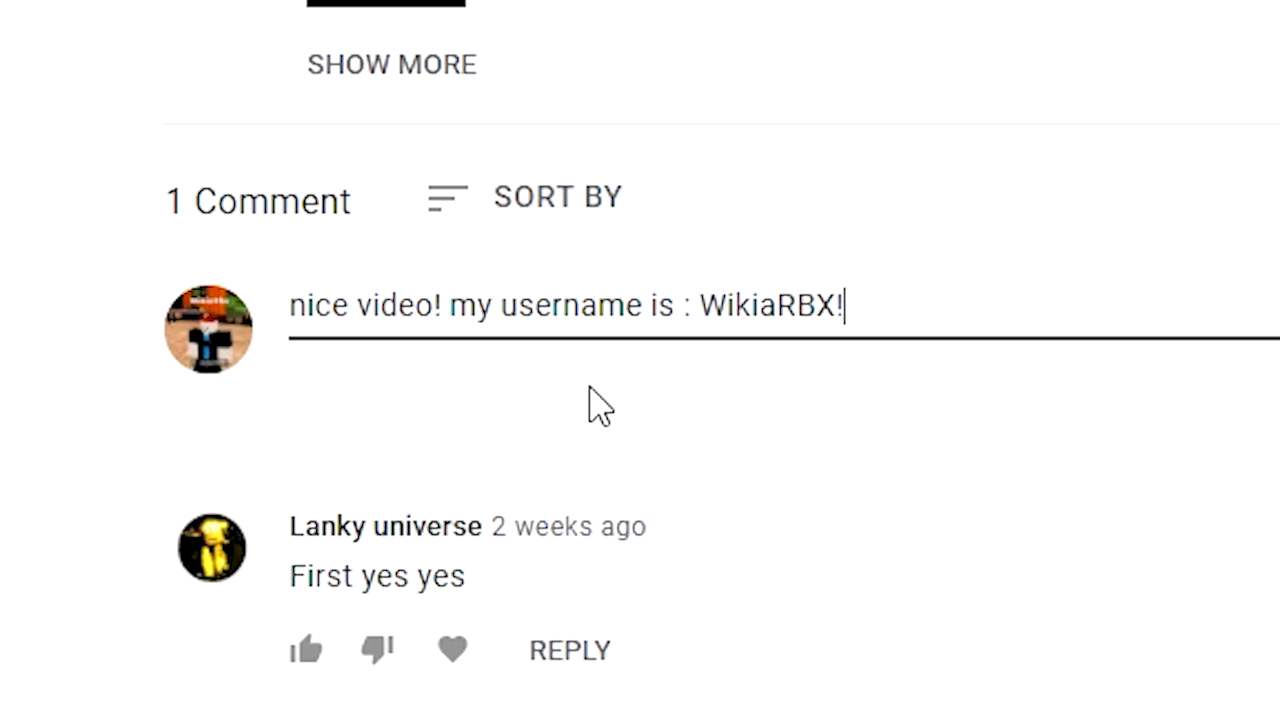 SHOW MORE
1 Comment
SORT BY
nice video! my username is : WikiaRBX!
Lanky universe 2 weeks ago
First yes yes
REPLY